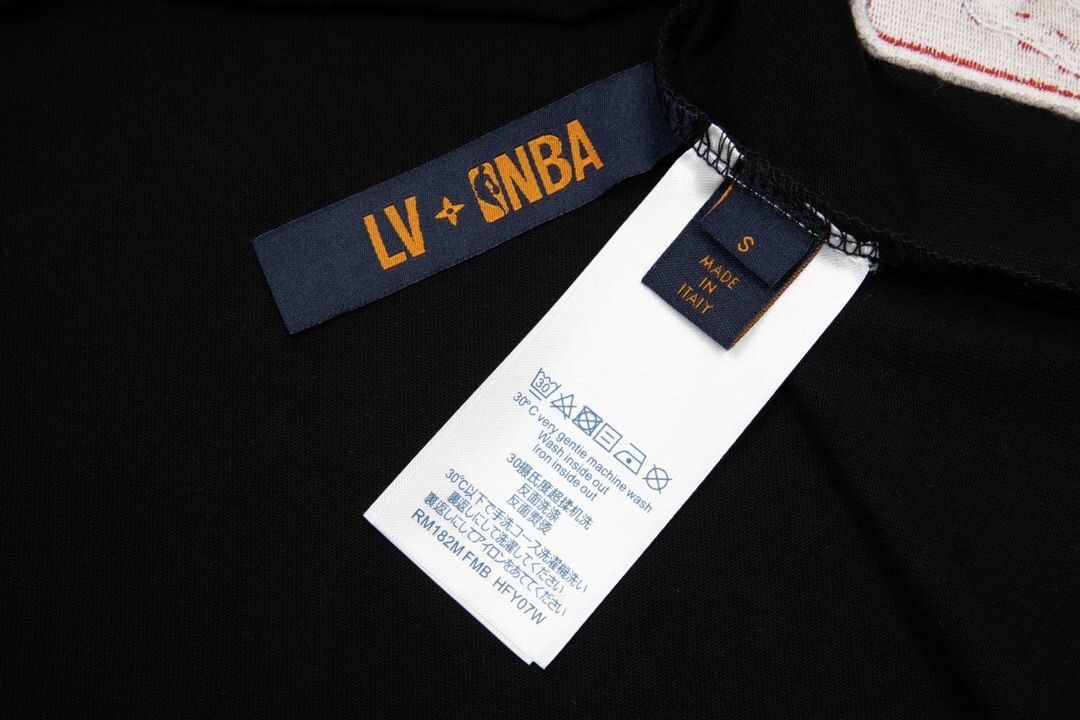 LV NBA
S
MADE
IN
ITAIY
30
30°C very gentie machine wash
Wash inside out
Iron inside out
30摄氏度超揉机洗
反面洗涤
反面熨烫
30℃以下で手洗コース洗濯機洗い
裏返しにして洗濯してください
裏返しにしてアイロンをあててください
RM182M FMB HFY07W